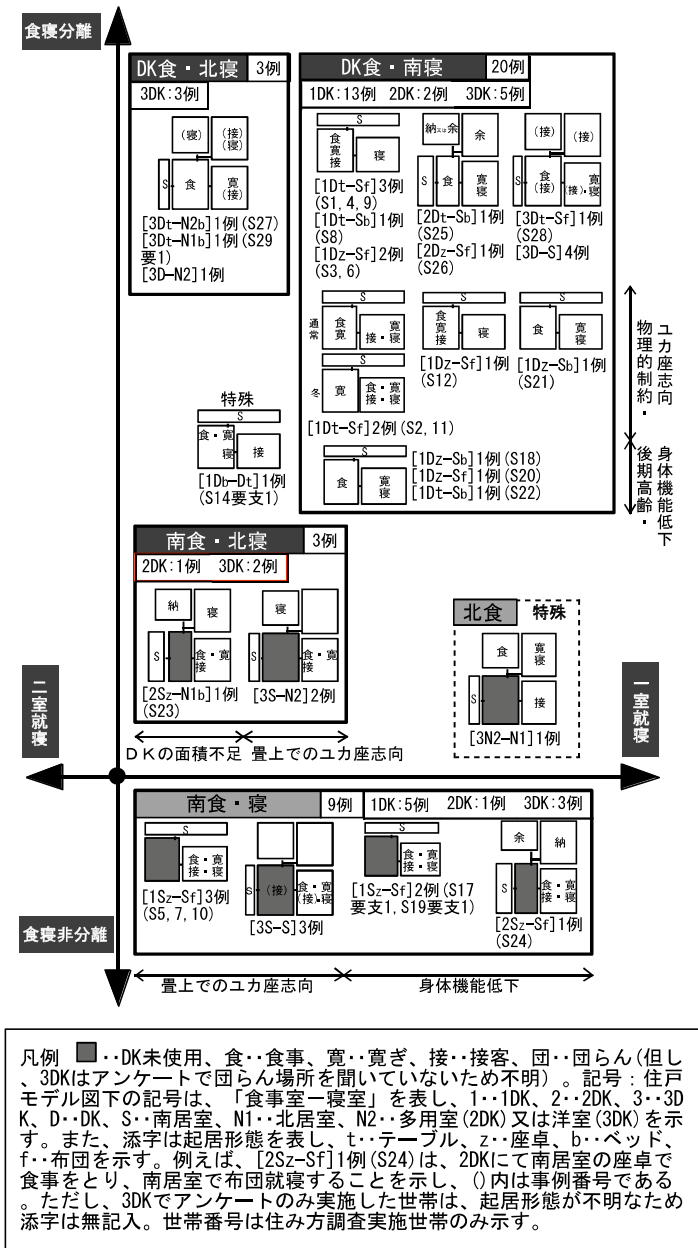 食寝分離
DK食・北寝 3例
3DK:3例
(寝) (接)
(寝)
S 食 寛
(接)
[3Dt-N2b]1例(S27)
[3Dt-N1b]1例(S29
要1)
[3D-N2]1例
DK食・南寝 20例
1DK:13例 2DK:2例 3DK:5例
S
食
寛
接
寝
[1Dt-Sf]3例
(S1,4,9)
[1Dt-Sb]1例
(S8)
[1Dz-Sf]2例
(S3,6)
納又は余 余
S 食 寛
寝
[2Dt-Sb]1例
(S25)
[2Dz-Sf]1例
(S26)
(接) (接)
S 食
(接)
(接)・寛
寝
[3Dt-Sf]1例
(S28)
[3D-S]4例
S
通常
食
寛
接・寛
寝
S
冬
寛
食・寛
接・寝
[1Dt-Sf]2例(S2,11)
S
食
寛
接
寝
[1Dz-Sf]1例
(S12)
S
食
寛
寝
[1Dz-Sb]1例
(S21)
ユカ座志向
物理的制約・
特殊
S
食・寛
寝
接
[1Db-Dt]1例
(S14要支1)
S
食
寛
寝
[1Dz-Sb]1例(S18)
[1Dz-Sf]1例(S20)
[1Dt-Sb]1例(S22)
身体機能低下
後期高齢・
南食・北寝 3例
2DK:1例 3DK:2例
納 寝
S 食・寛
接
[2Sz-N1b]1例
(S23)
寝
S 食・寛
接
[3S-N2]2例
DKの面積不足 畳上でのユカ座志向
北食 特殊
食 寛
寝
S 接
[3N2-N1]1例
二室就寝
一室就寝
南食・寝 9例 1DK:5例 2DK:1例 3DK:3例
S
食・寛
接・寝
[1Sz-Sf]3例
(S5,7,10)
S (接) 食・寛
(接)・寝
[3S-S]3例
S
食・寛
接・寝
[1Sz-Sf]2例(S17
要支1,S19要支1)
余 納
S 食・寛
接・寝
[2Sz-Sf]1例
(S24)
食寝非分離
畳上でのユカ座志向 身体機能低下
凡例 ‥DK未使用、食‥食事、寛‥寛ぎ、接‥接客、団‥団らん(但し
、3DKはアンケートで団らん場所を聞いていないため不明)。記号：住戸
モデル図下の記号は、「食事室－寝室」を表し、1‥1DK、2‥2DK、3‥3D
K、D‥DK、S‥南居室、N1‥北居室、N2‥多用室(2DK)又は洋室(3DK)を示
す。また、添字は起居形態を表し、t‥テーブル、z‥座卓、b‥ベッド、
f‥布団を示す。例えば、[2Sz-Sf]1例(S24)は、2DKにて南居室の座卓で
食事をとり、南居室で布団就寝することを示し、()内は事例番号である
。ただし、3DKでアンケートのみ実施した世帯は、起居形態が不明なため
添字は無記入。世帯番号は住み方調査実施世帯のみ示す。